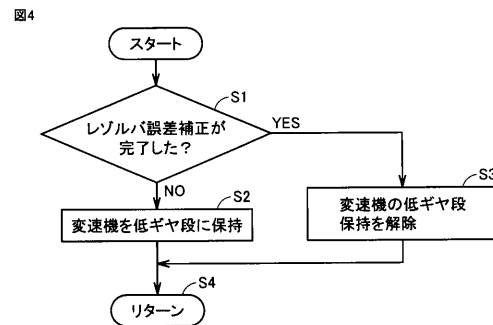 図4
スタート
S1
レゾルバ誤差補正が
完了した？
YES
NO
S2
変速機を低ギヤ段に保持
S3
変速機の低ギヤ段
保持を解除
S4
リターン